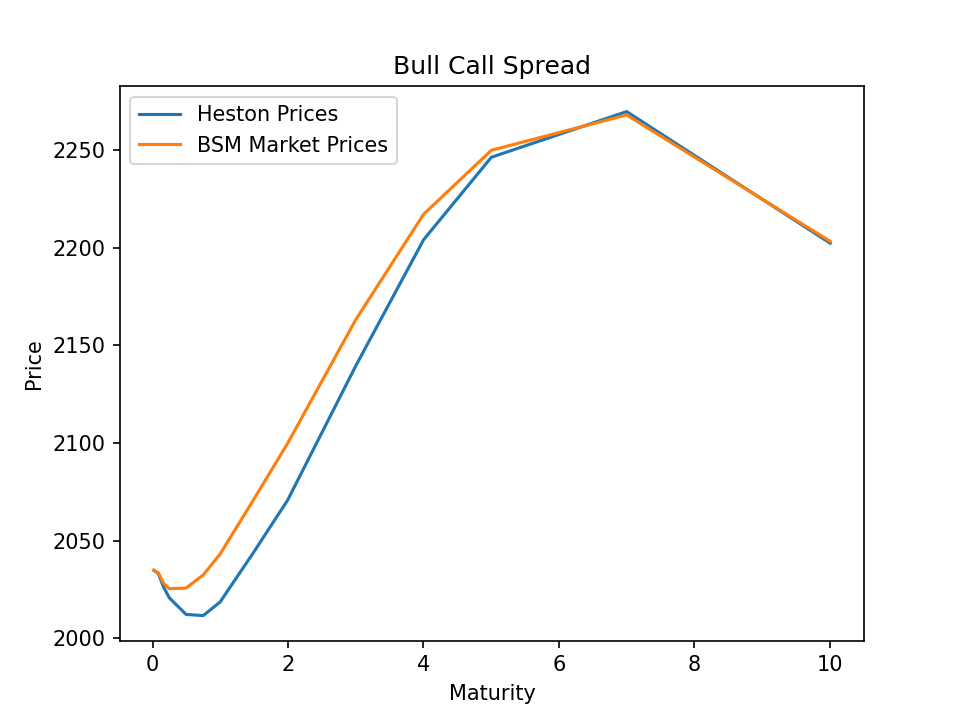 Bull Call Spread
Heston Prices
BSM Market Prices
Price
2250
2200
2150
2100
2050
2000
0 2 4 6 8 10
Maturity